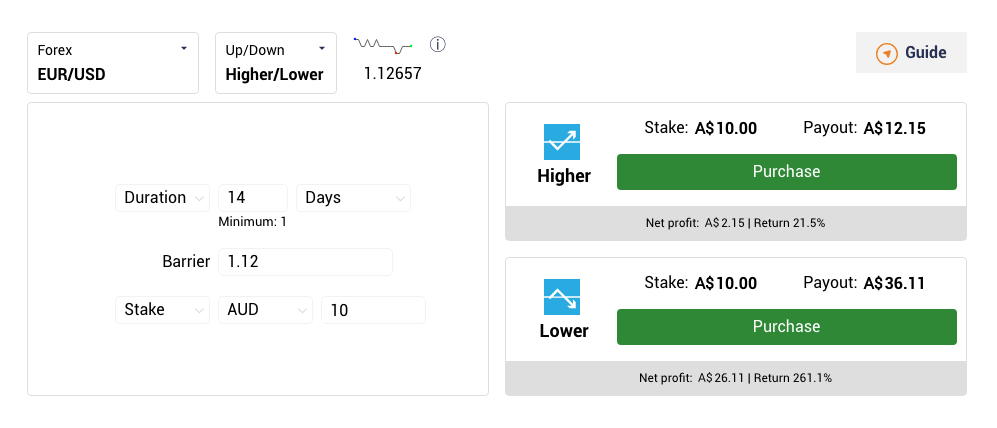 Forex
EUR/USD
Up/Down
Higher/Lower
1.12657
Guide
Duration 14 Days
Minimum: 1
Barrier 1.12
Stake AUD 10
Higher
Stake: A$10.00 Payout: A$12.15
Purchase
Net profit: A$2.15 | Return 21.5%
Lower
Stake: A$10.00 Payout: A$36.11
Purchase
Net profit: A$26.11 | Return 261.1%